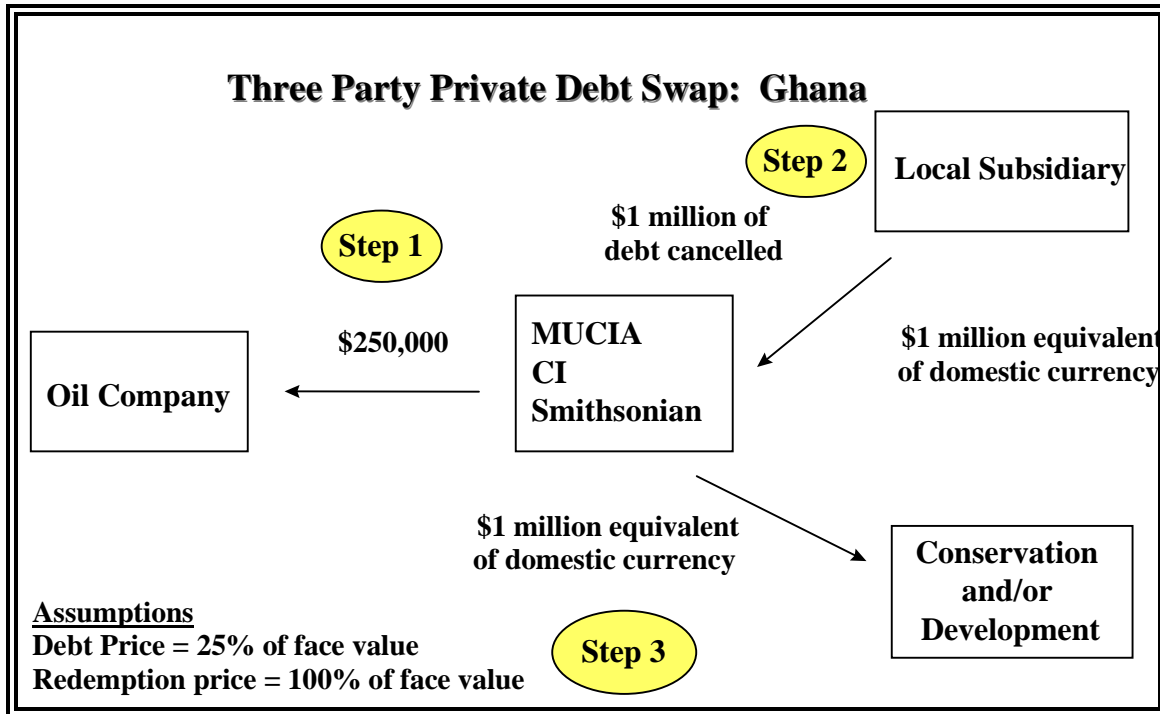 Three Party Private Debt Swap: Ghana
Step 2
Local Subsidiary
$1 million of
debt cancelled
Step 1
$250,000
MUCIA
CI
Smithsonian
$1 million equivalent
of domestic currency
Oil Company
$1 million equivalent
of domestic currency
Conservation
and/or
Development
Assumptions
Debt Price = 25% of face value
Redemption price = 100% of face value
Step 3